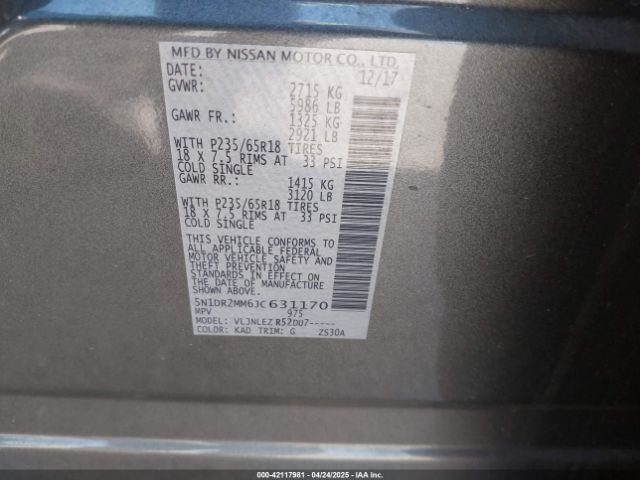 MFD BY NISSAN MOTOR CO., LTD.
DATE: 12/17
GVWR: 2715 KG
5986 LB
GAWR FR.: 1325 KG
2921 LB
WITH P235/65R18 TIRES
18 X 7.5 RIMS AT 33 PSI
COLD SINGLE
GAWR RR.: 1415 KG
3120 LB
WITH P235/65R18 TIRES
18 X 7.5 RIMS AT 33 PSI
COLD SINGLE
THIS VEHICLE CONFORMS TO
ALL APPLICABLE FEDERAL
MOTOR VEHICLE SAFETY AND
THEFT PREVENTION
STANDARDS IN EFFECT ON
THE DATE OF MANUFACTURE
SHOWN ABOVE.
5N1DR2MM6JC631170
MPV 975
MODEL: VLJNLEZ R52DU7-----
COLOR: KAD TRIM: G ZS30A
000-42117981 - 04/24/2025 - IAA Inc.